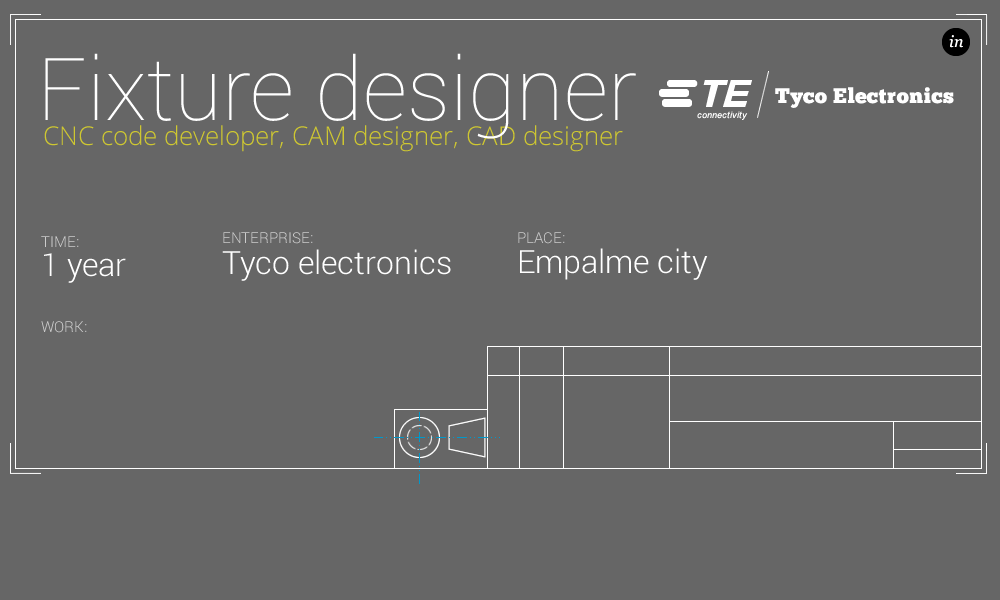 in
Fixture designer
TE
connectivity
Tyco Electronics
CNC code developer, CAM designer, CAD designer
TIME:
1 year
ENTERPRISE:
Tyco electronics
PLACE:
Empalme city
WORK: